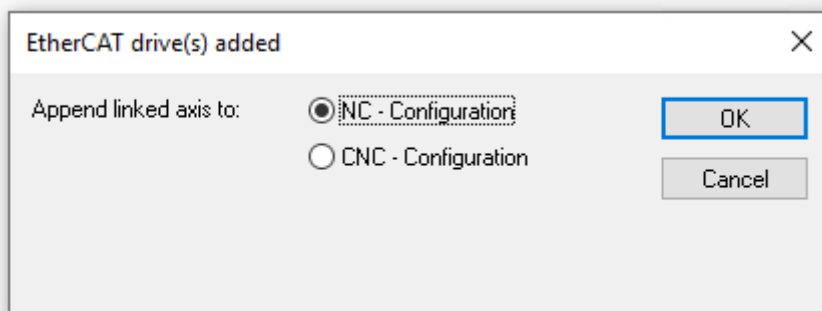 EtherCAT drive(s) added
Append linked axis to:
NC - Configuration
OK
CNC - Configuration
Cancel